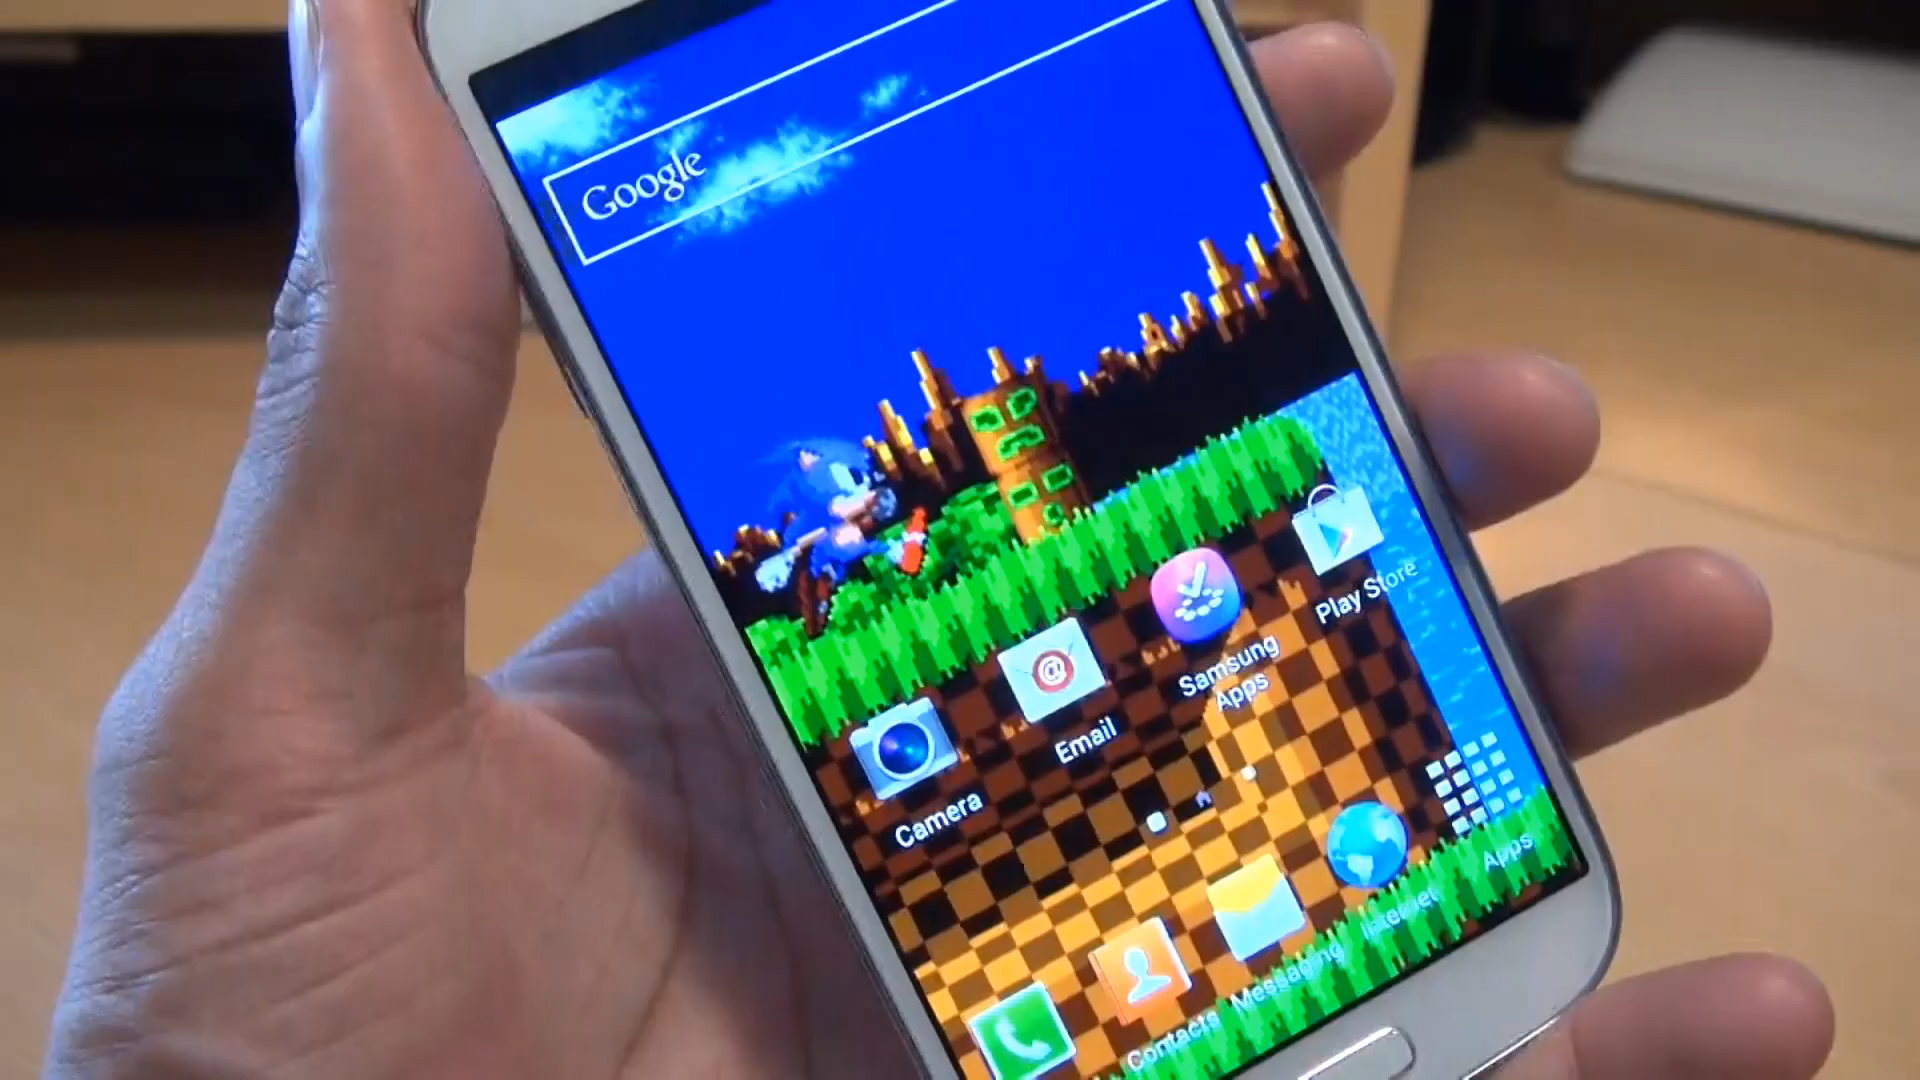 Google
Play Store
Samsung
Apps
Email
Camera
Apps
Internet
Messaging
Contacts